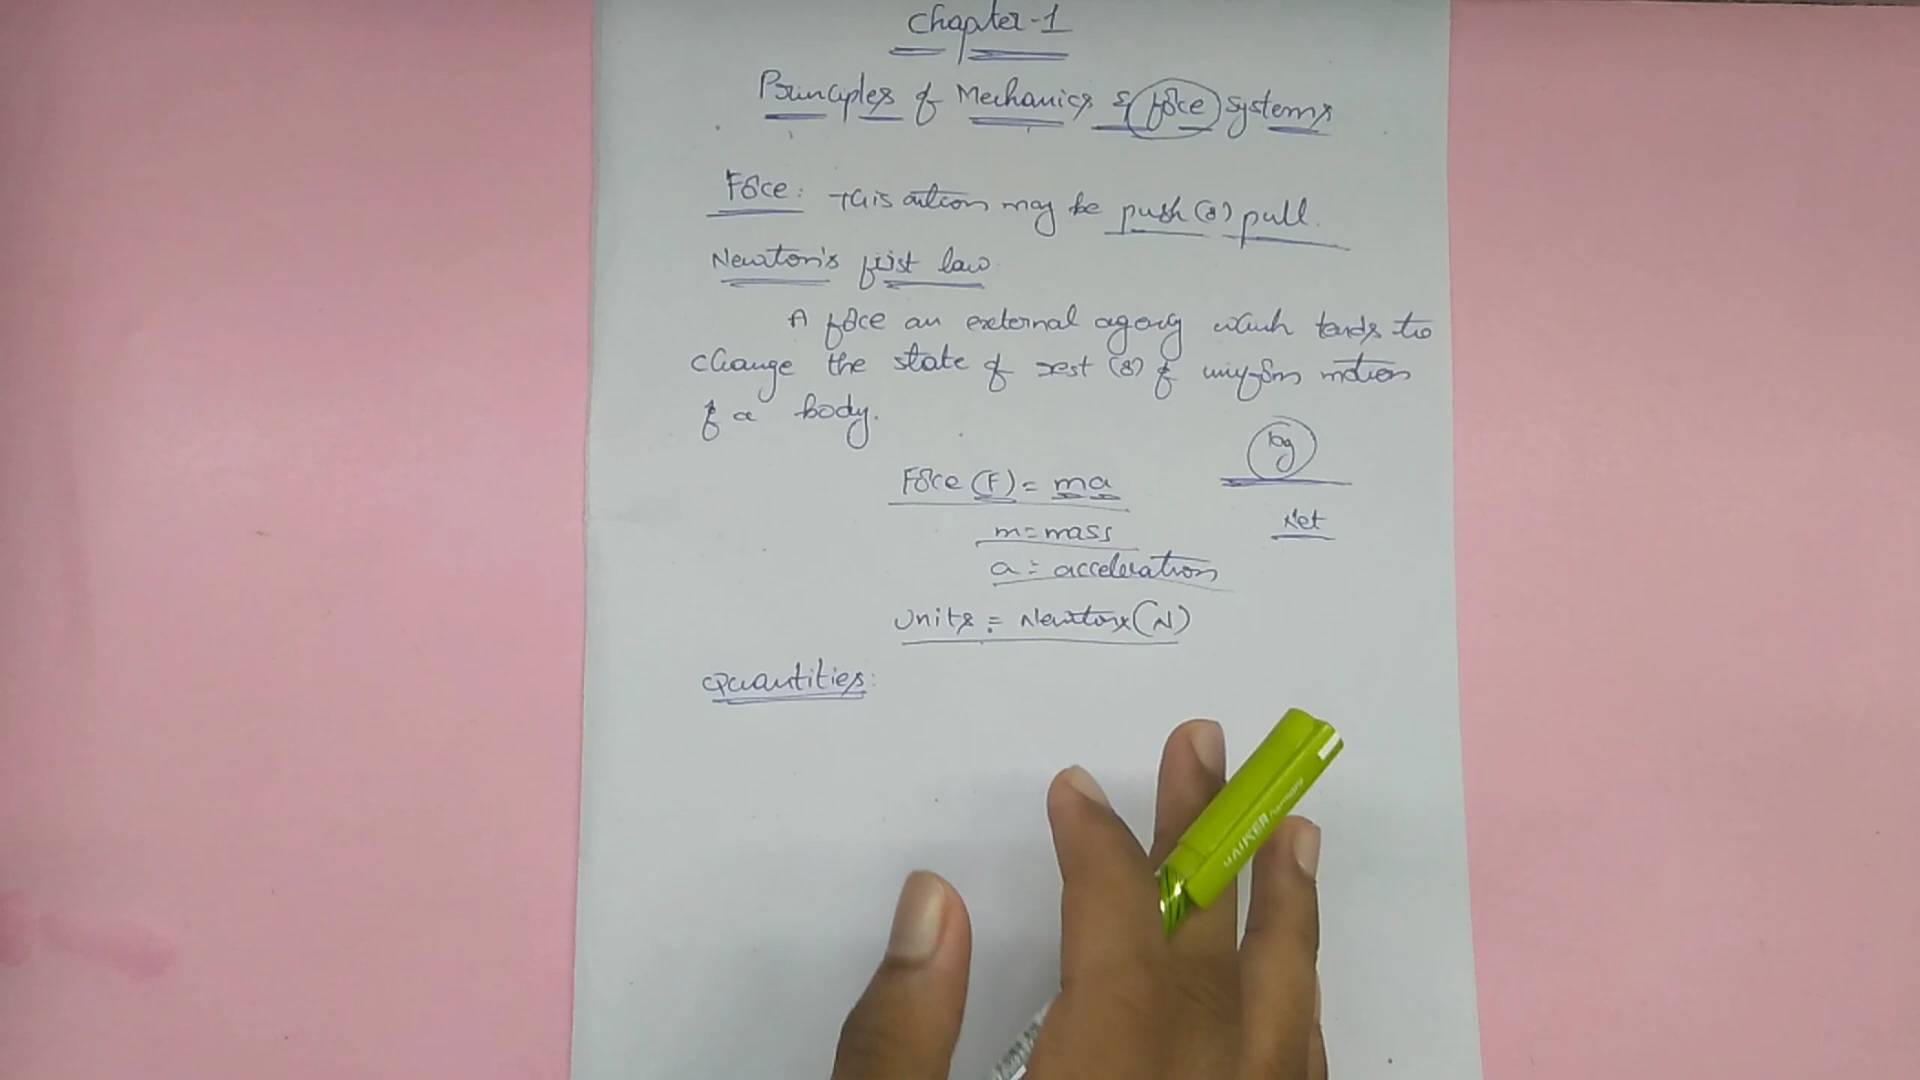 Chapter-1
Principles of Mechanics & force systems
Force: This action may be push (or) pull.
Newton's first law.
A force an external agency which tends to
change the state of rest (or) of uniform motion
of a body.
Force (F) = ma
m = mass
a = acceleration
Net
Units = Newtons (N)
Quantities:
HAUSER